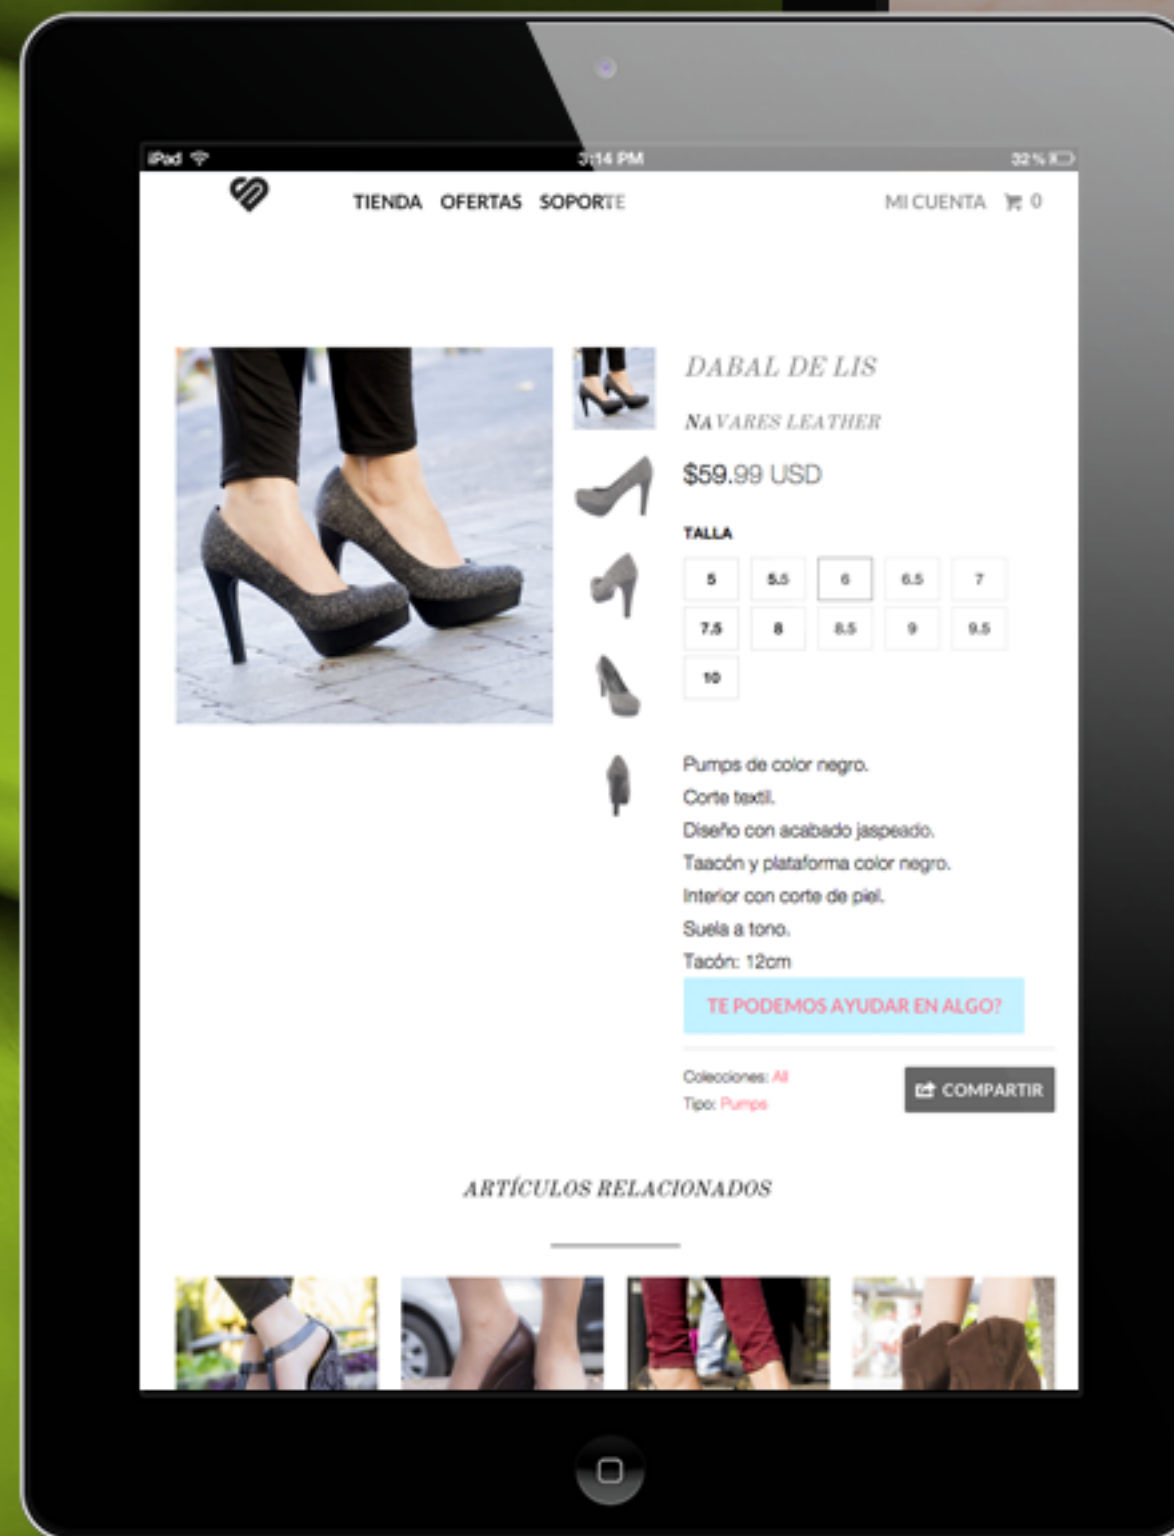 iPad 3:14 PM 32%
TIENDA OFERTAS SOPORTE MI CUENTA 0
DABAL DE LIS
NAVARES LEATHER
$59.99 USD
TALLA
5 5.5 6 6.5 7
7.5 8 8.5 9 9.5
10
Pumps de color negro.
Corte textil.
Diseño con acabado jaspeado.
Taacón y plataforma color negro.
Interior con corte de piel.
Suela a tono.
Tacón: 12cm
TE PODEMOS AYUDAR EN ALGO?
Colecciones: All
Tipo: Pumps
COMPARTIR
ARTÍCULOS RELACIONADOS